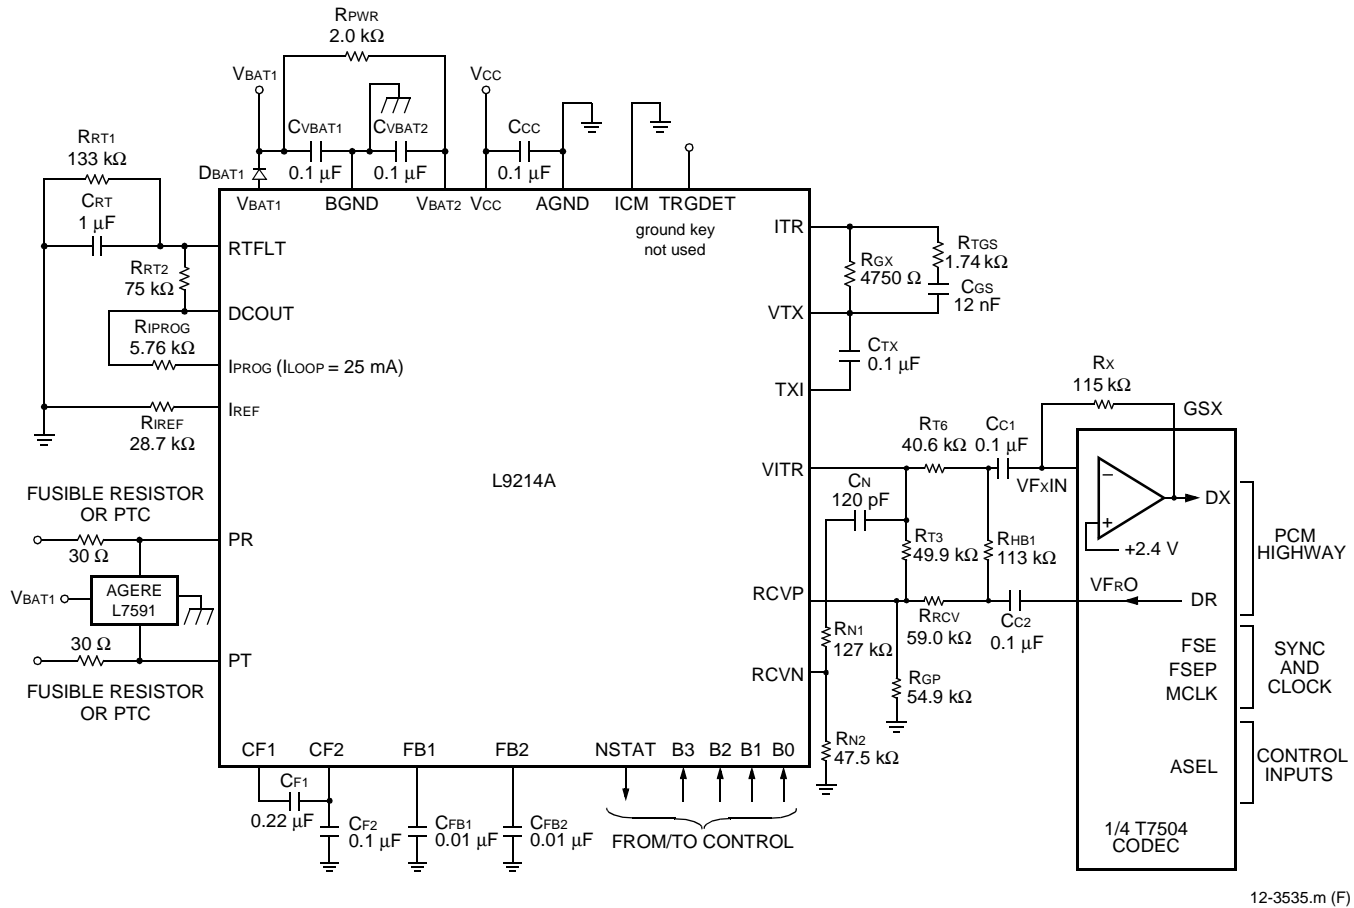 RPWR
2.0 kΩ
VBAT1
VCC
CVBAT1
CVBAT2
CCC
0.1 µF
0.1 µF
0.1 µF
DBAT1
RRT1
133 kΩ
CRT
1 µF
RRT2
75 kΩ
RIPROG
5.76 kΩ
RIREF
28.7 kΩ
VBAT1
BGND
VBAT2
VCC
AGND
ICM
TRGDET
ground key
not used
RTFLT
DCOUT
IPROG (ILOOP = 25 mA)
IREF
ITR
VTX
TXI
RGX
4750 Ω
RTGS
1.74 kΩ
CGS
12 nF
CTX
0.1 µF
RX
115 kΩ
GSX
RT6
40.6 kΩ
CC1
0.1 µF
VITR
L9214A
VFXIN
CN
120 pF
RT3
49.9 kΩ
RHB1
113 kΩ
+2.4 V
DX
PCM
HIGHWAY
FUSIBLE RESISTOR
OR PTC
30 Ω
PR
VBAT1
AGERE
L7591
30 Ω
PT
FUSIBLE RESISTOR
OR PTC
RCVP
RRCV
59.0 kΩ
CC2
0.1 µF
VFRO
DR
RN1
127 kΩ
RCVN
RGP
54.9 kΩ
RN2
47.5 kΩ
FSE
FSEP
MCLK
SYNC
AND
CLOCK
ASEL
CONTROL
INPUTS
1/4 T7504
CODEC
CF1
CF2
FB1
FB2
NSTAT
B3
B2
B1
B0
CF1
0.22 µF
CF2
0.1 µF
CFB1
0.01 µF
CFB2
0.01 µF
FROM/TO CONTROL
12-3535.m (F)